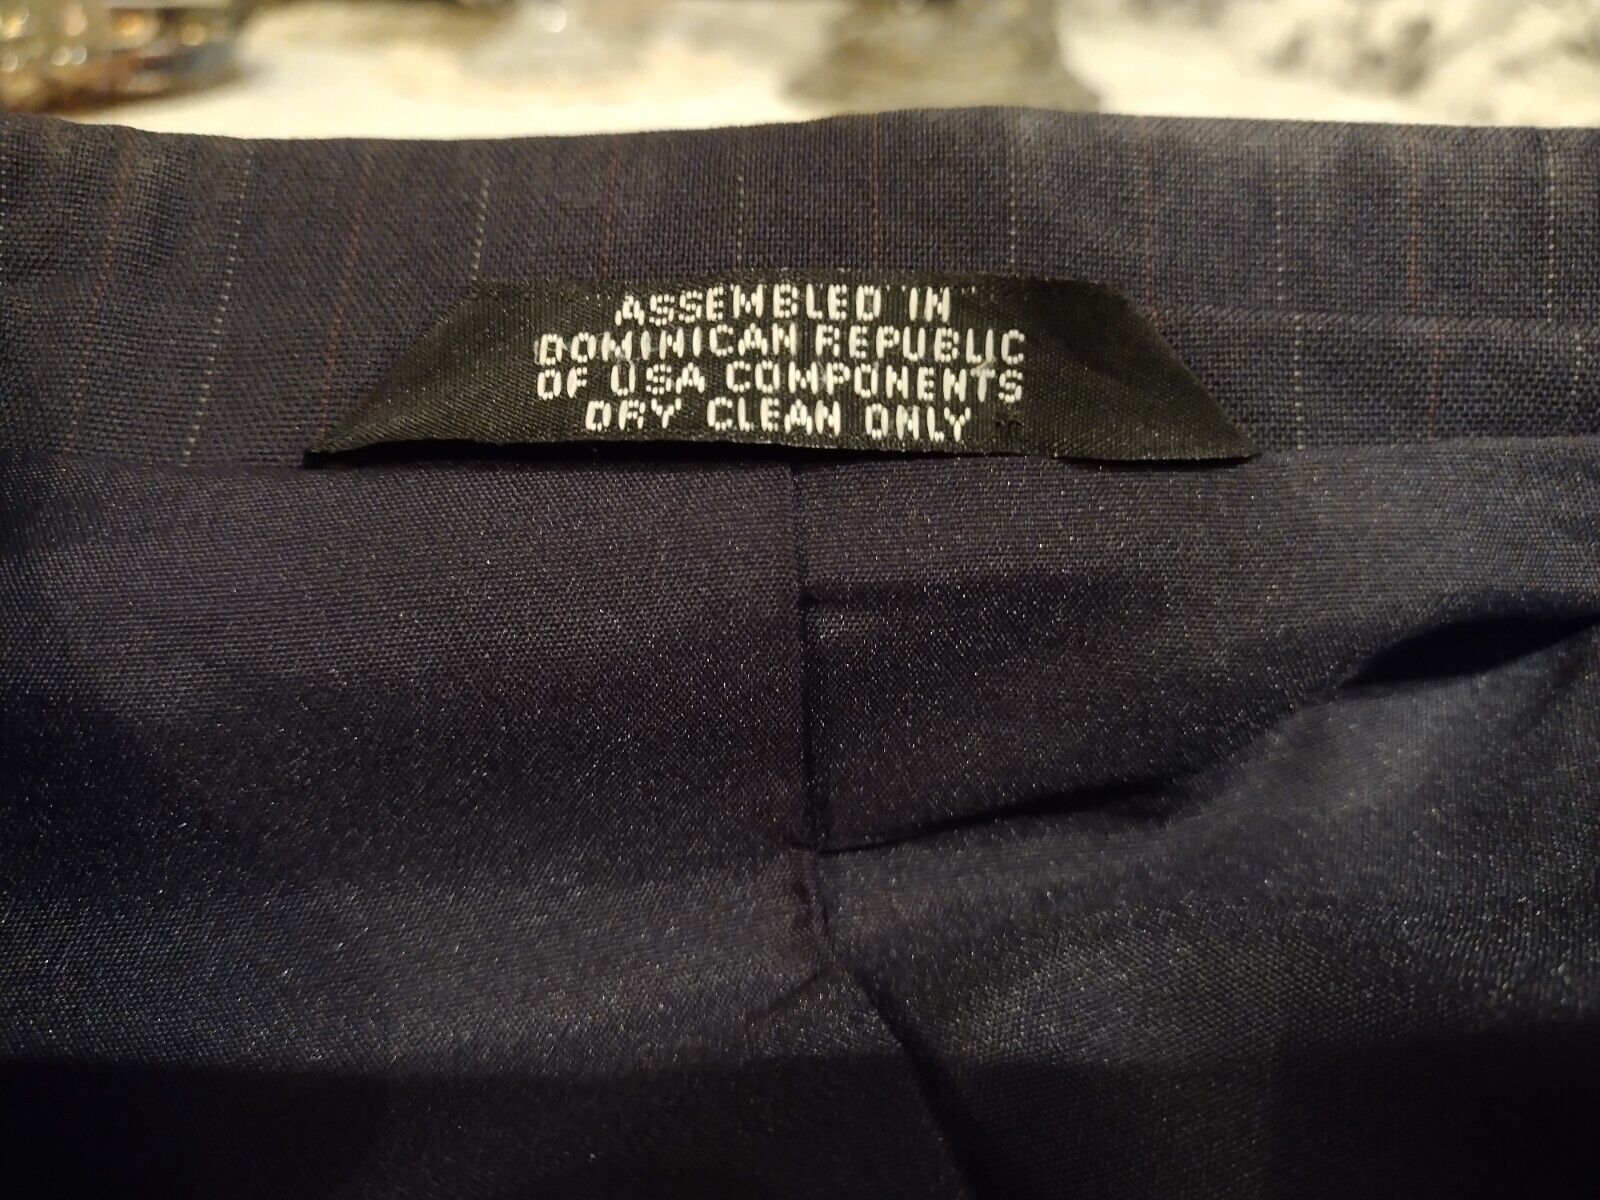 ASSEMBLED IN
DOMINICAN REPUBLIC
OF USA COMPONENTS
DRY CLEAN ONLY